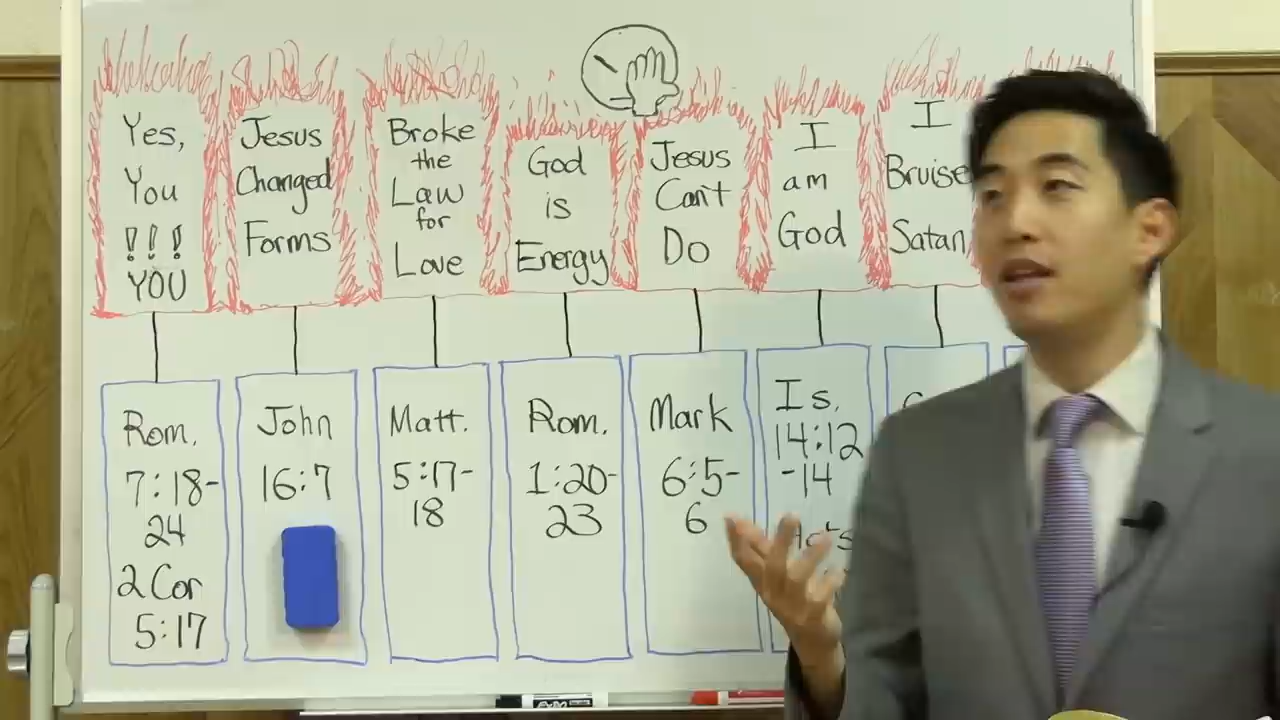 Yes,
You
! ! !
YOU
Jesus
Changed
Forms
Broke
the
Law
for
Love
God
is
Energy
Jesus
Can't
Do
I
am
God
I
Bruise
Satan
Rom.
7:18-
24
2 Cor
5:17
John
16:7
Matt.
5:17-
18
Rom.
1:20-
23
Mark
6:5-
6
Is.
14:12
-14
Acts